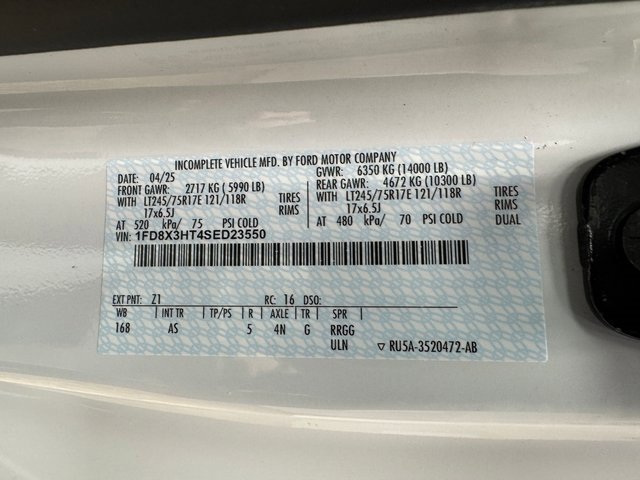 INCOMPLETE VEHICLE MFD. BY FORD MOTOR COMPANY
DATE: 04/25 GVWR: 6350 KG (14000 LB)
FRONT GAWR: 2717 KG (5990 LB) REAR GAWR: 4672 KG (10300 LB)
WITH LT245/75R17E 121/118R TIRES WITH LT245/75R17E 121/118R TIRES
17x6.5J RIMS 17x6.5J RIMS
AT 520 kPa/ 75 PSI COLD AT 480 kPa/ 70 PSI COLD DUAL
VIN: 1FD8X3HT4SED23550
EXT PNT: Z1 RC: 16 DSO:
WB INT TR TP/PS R AXLE TR SPR
168 AS 5 4N G RRGG
ULN ▽ RU5A-3520472-AB